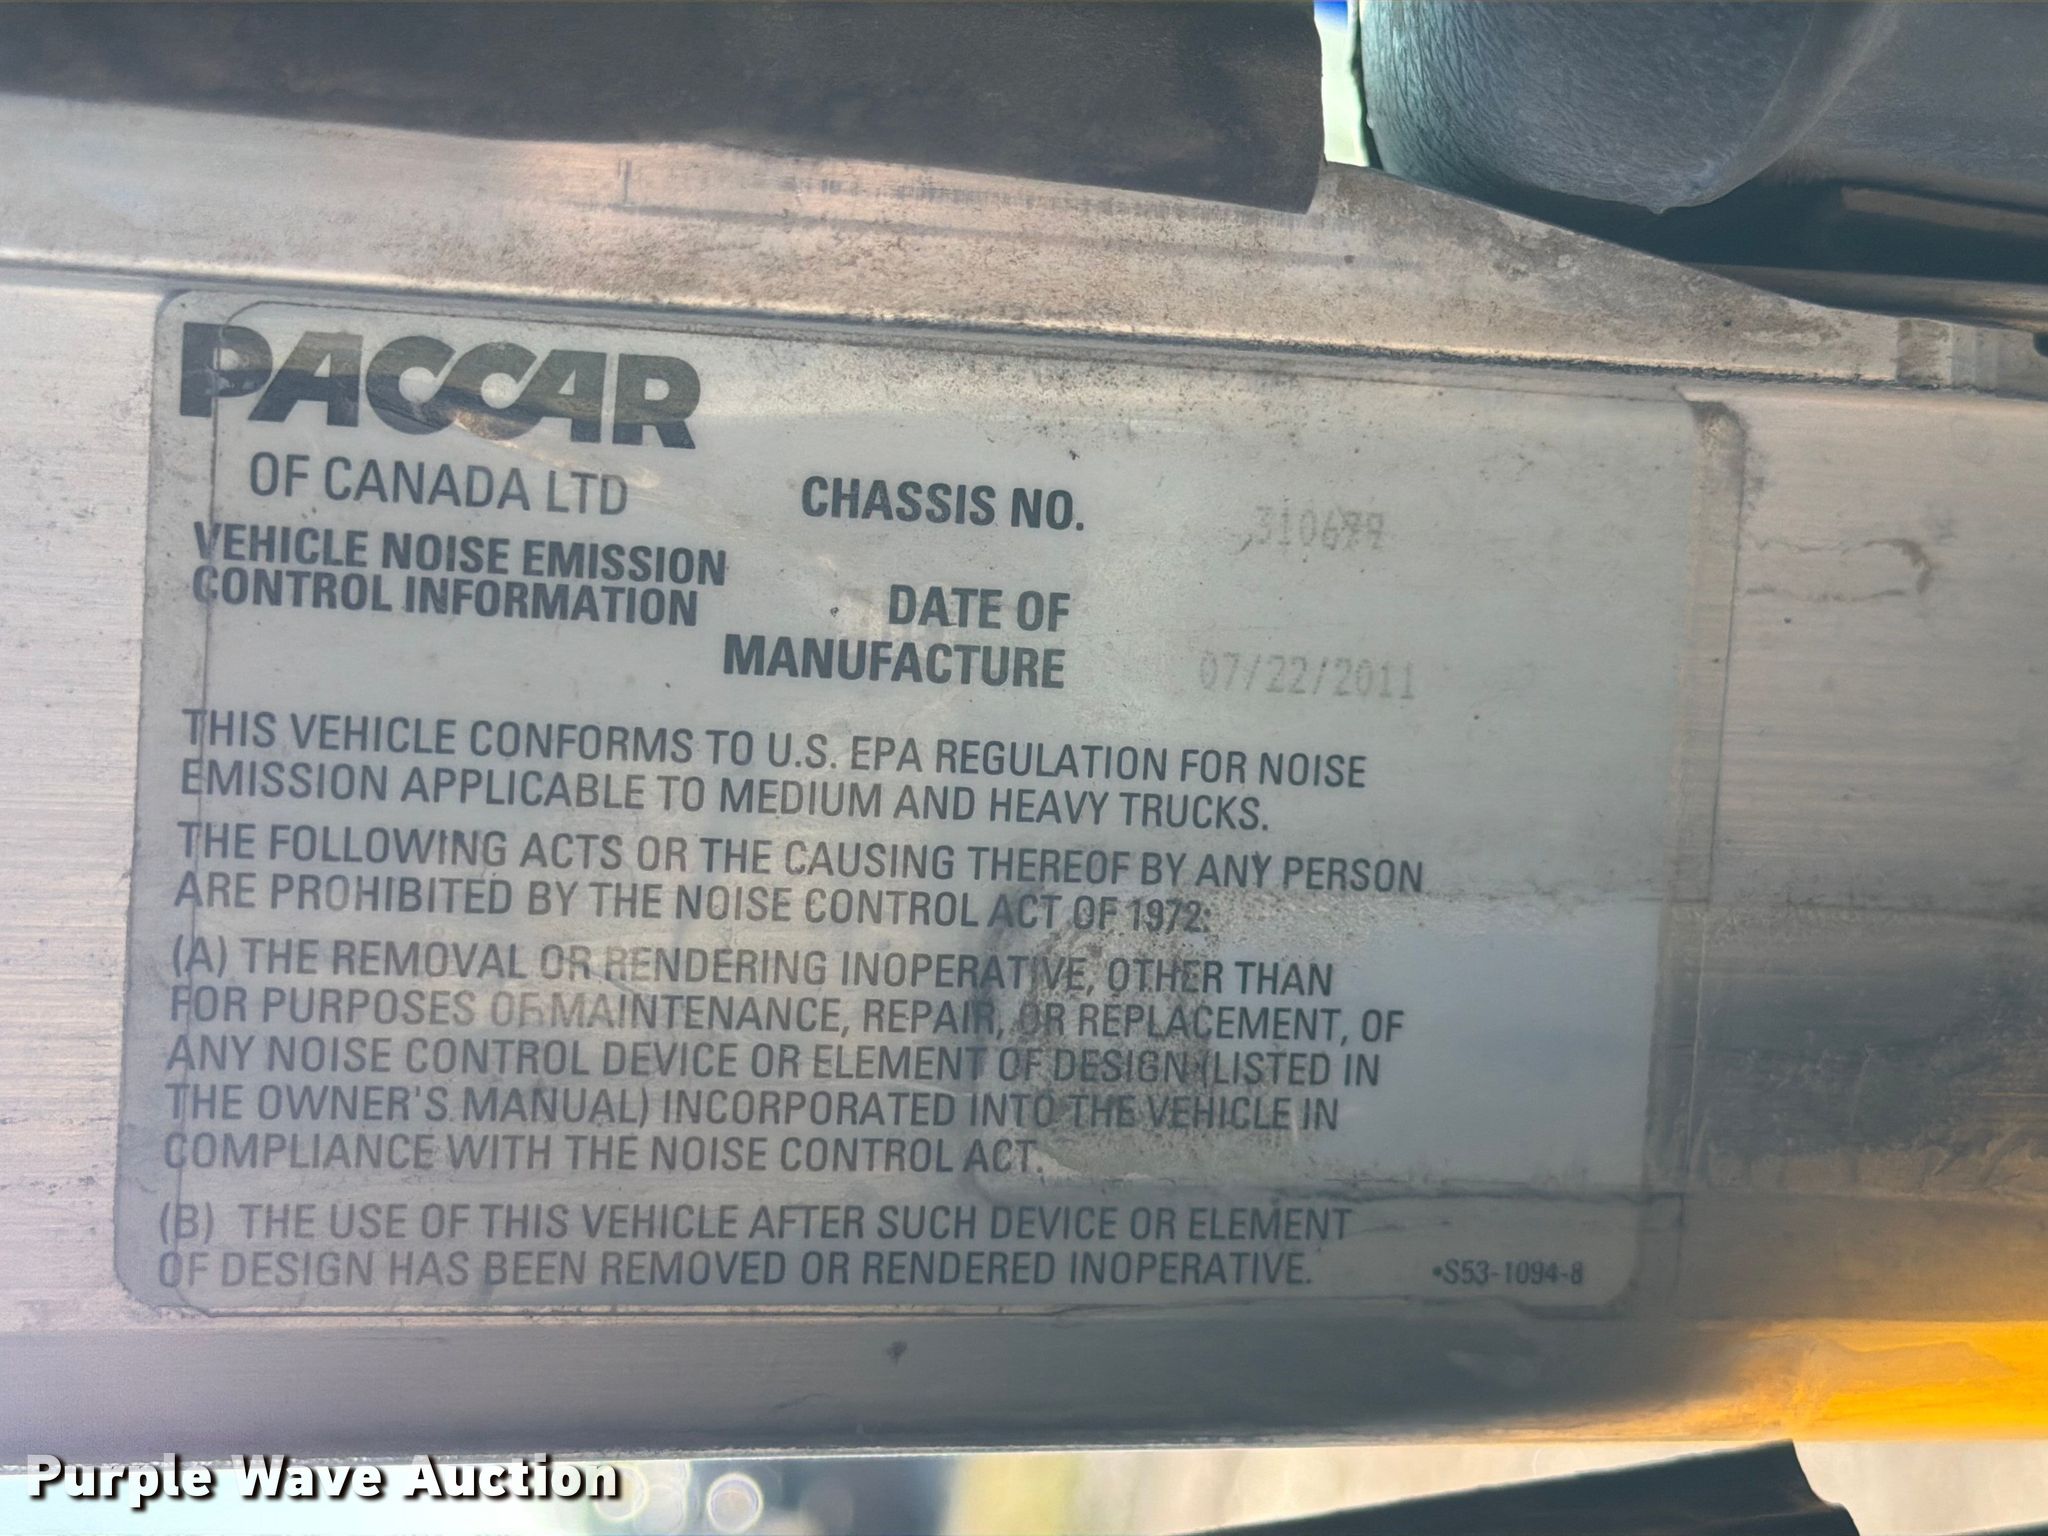 PACCAR
OF CANADA LTD
CHASSIS NO.
VEHICLE NOISE EMISSION
CONTROL INFORMATION
DATE OF
MANUFACTURE 07/22/2011
THIS VEHICLE CONFORMS TO U.S. EPA REGULATION FOR NOISE
EMISSION APPLICABLE TO MEDIUM AND HEAVY TRUCKS.
THE FOLLOWING ACTS OR THE CAUSING THEREOF BY ANY PERSON
ARE PROHIBITED BY THE NOISE CONTROL ACT OF 1972:
(A) THE REMOVAL OR RENDERING INOPERATIVE, OTHER THAN
FOR PURPOSES OF MAINTENANCE, REPAIR, OR REPLACEMENT, OF
ANY NOISE CONTROL DEVICE OR ELEMENT OF DESIGN (LISTED IN
THE OWNER'S MANUAL) INCORPORATED INTO THE VEHICLE IN
COMPLIANCE WITH THE NOISE CONTROL ACT.
(B) THE USE OF THIS VEHICLE AFTER SUCH DEVICE OR ELEMENT
OF DESIGN HAS BEEN REMOVED OR RENDERED INOPERATIVE.
•S53-1094-8
Purple Wave Auction